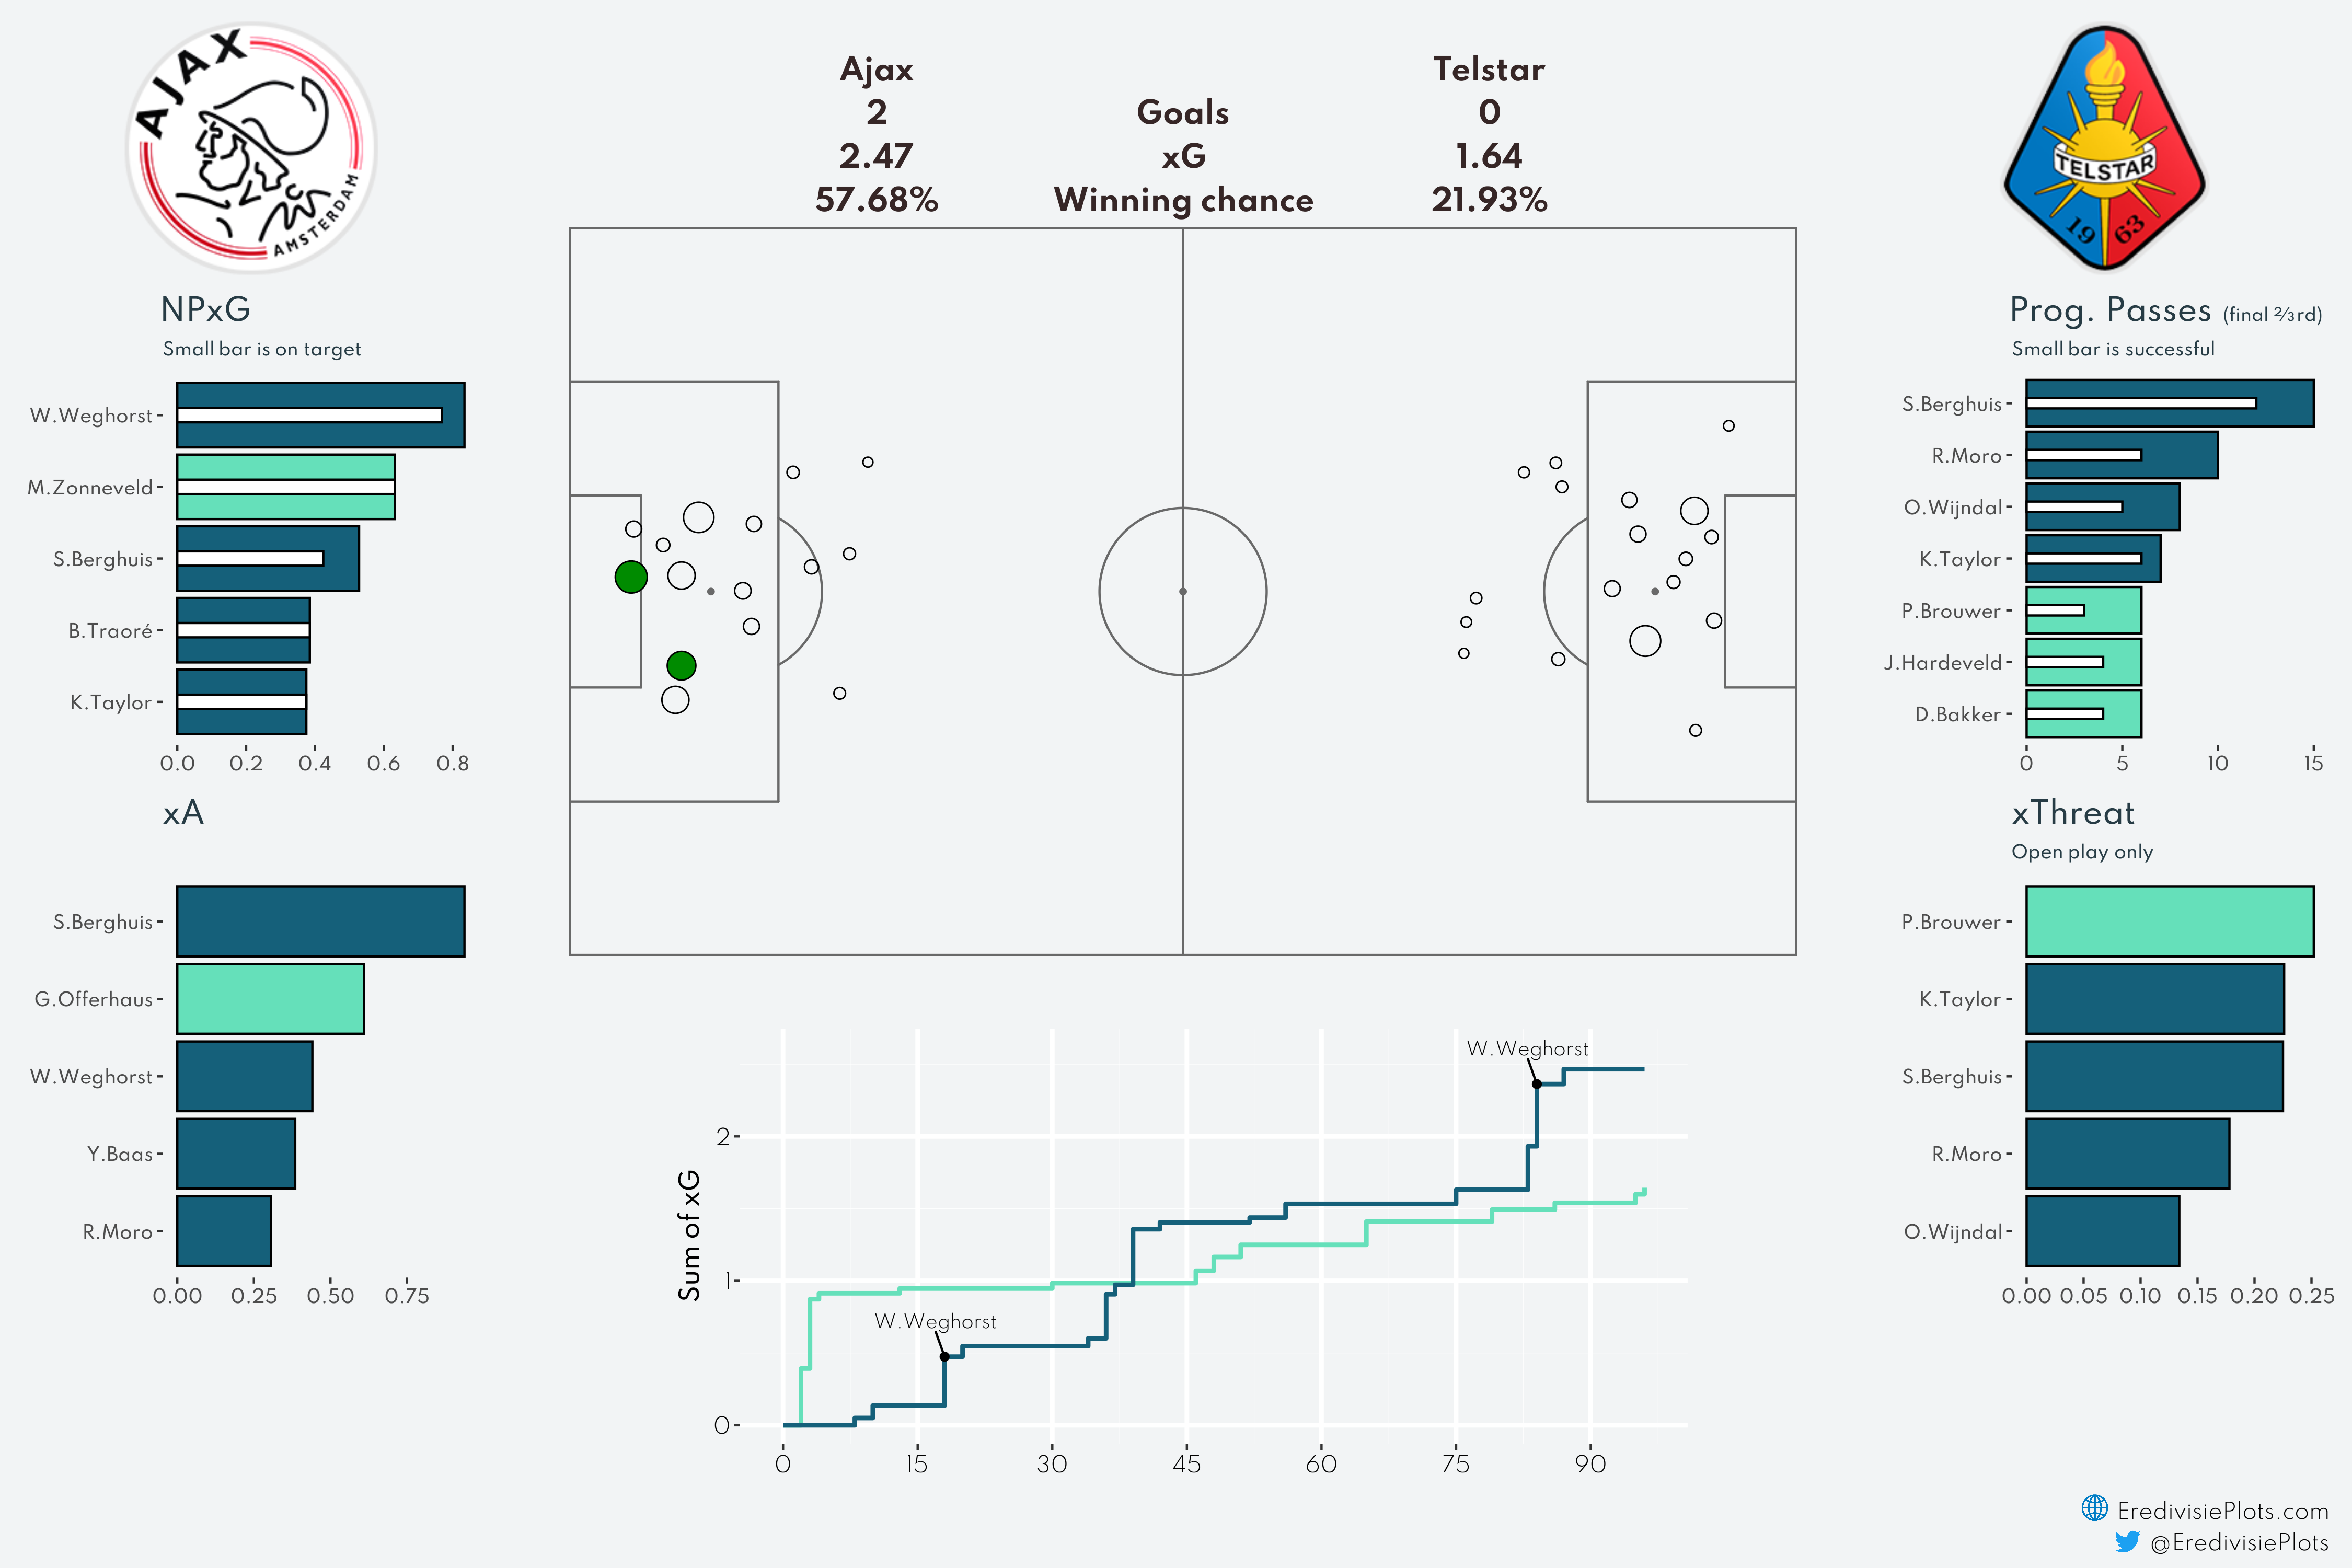 AJAX
AMSTERDAM
Ajax Telstar
2 Goals 0
2.47 xG 1.64
57.68% Winning chance 21.93%
TELSTAR
19 63
NPxG
Small bar is on target
W.Weghorst
M.Zonneveld
S.Berghuis
B.Traoré
K.Taylor
0.0 0.2 0.4 0.6 0.8
xA
S.Berghuis
G.Offerhaus
W.Weghorst
Y.Baas
R.Moro
0.00 0.25 0.50 0.75
W.Weghorst
W.Weghorst
Sum of xG
2
1
0
0 15 30 45 60 75 90
Prog. Passes (final ⅔rd)
Small bar is successful
S.Berghuis
R.Moro
O.Wijndal
K.Taylor
P.Brouwer
J.Hardeveld
D.Bakker
0 5 10 15
xThreat
Open play only
P.Brouwer
K.Taylor
S.Berghuis
R.Moro
O.Wijndal
0.00 0.05 0.10 0.15 0.20 0.25
EredivisiePlots.com
@EredivisiePlots